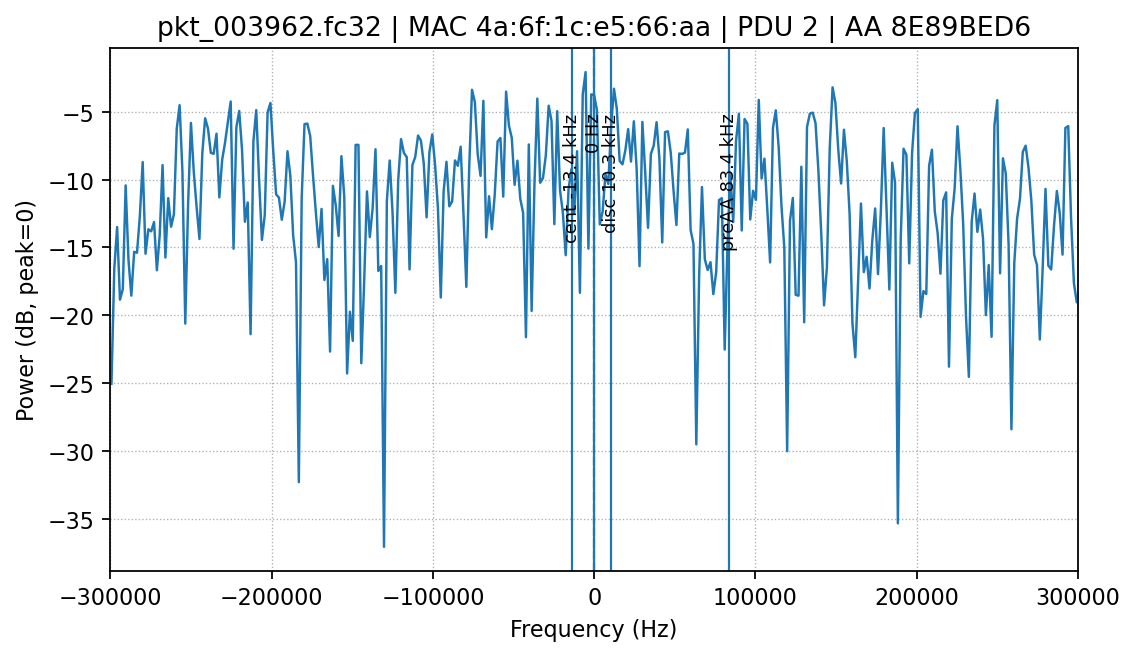 pkt_003962.fc32 | MAC 4a:6f:1c:e5:66:aa | PDU 2 | AA 8E89BED6
Power (dB, peak=0)
−5
−10
−15
−20
−25
−30
−35
cent -13.4 kHz
0 Hz
disc 10.3 kHz
preAA 83.4 kHz
−300000
−200000
−100000
0
100000
200000
300000
Frequency (Hz)